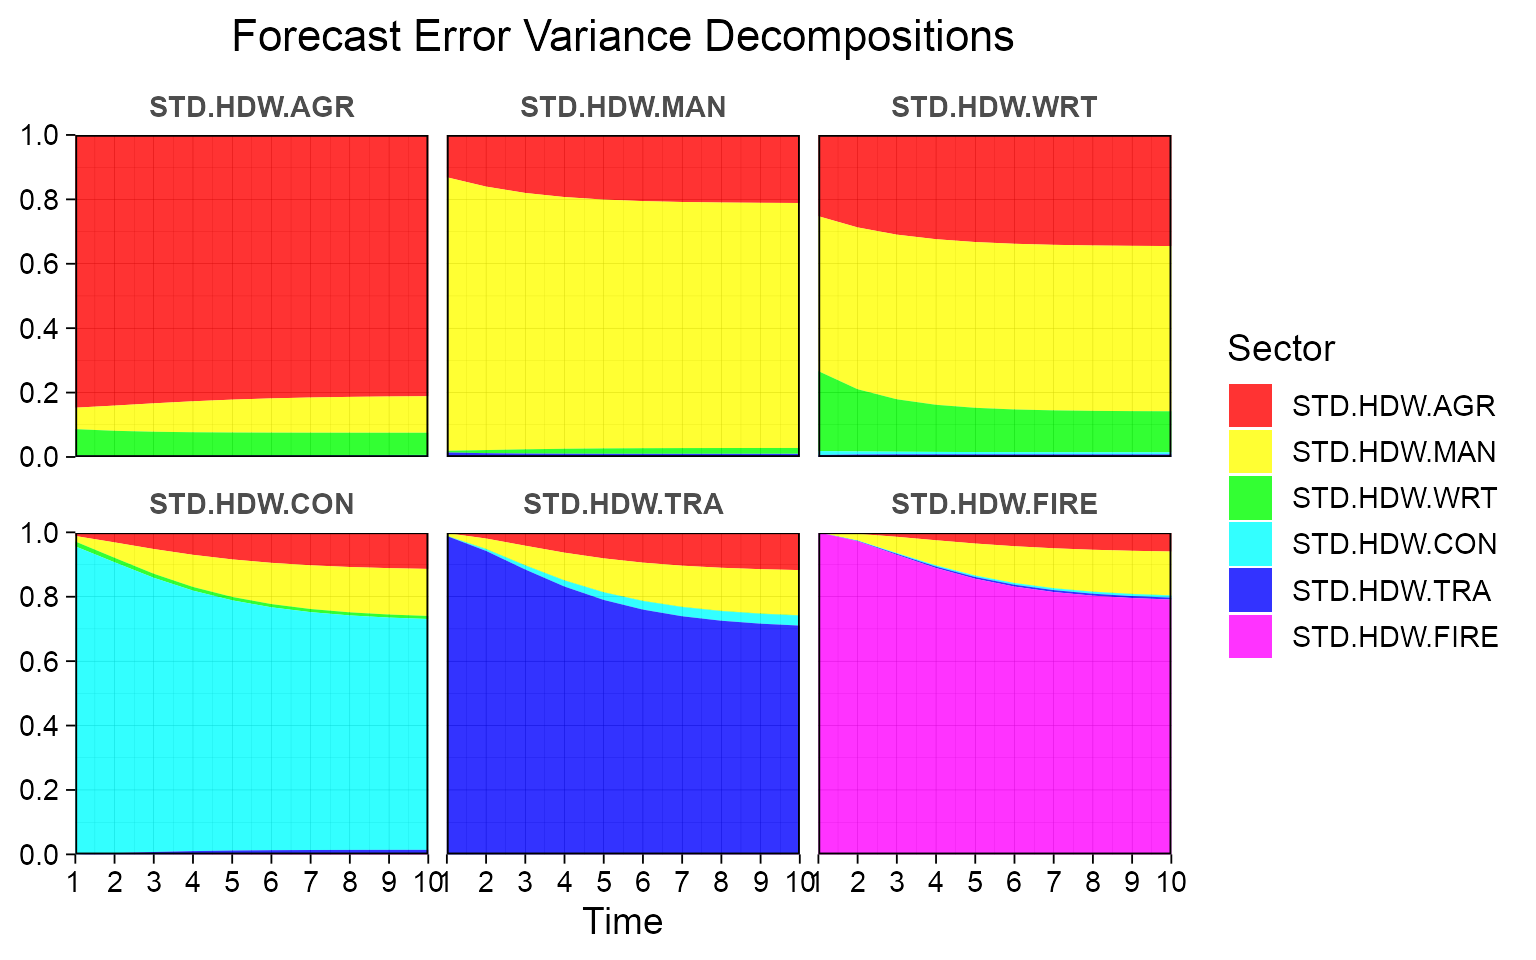 Forecast Error Variance Decompositions
STD.HDW.AGR STD.HDW.MAN STD.HDW.WRT
1.0
0.8
0.6
0.4
0.2
0.0
STD.HDW.CON STD.HDW.TRA STD.HDW.FIRE
1.0
0.8
0.6
0.4
0.2
0.0
1 2 3 4 5 6 7 8 9 10 1 2 3 4 5 6 7 8 9 10 1 2 3 4 5 6 7 8 9 10
Time
Sector
STD.HDW.AGR
STD.HDW.MAN
STD.HDW.WRT
STD.HDW.CON
STD.HDW.TRA
STD.HDW.FIRE